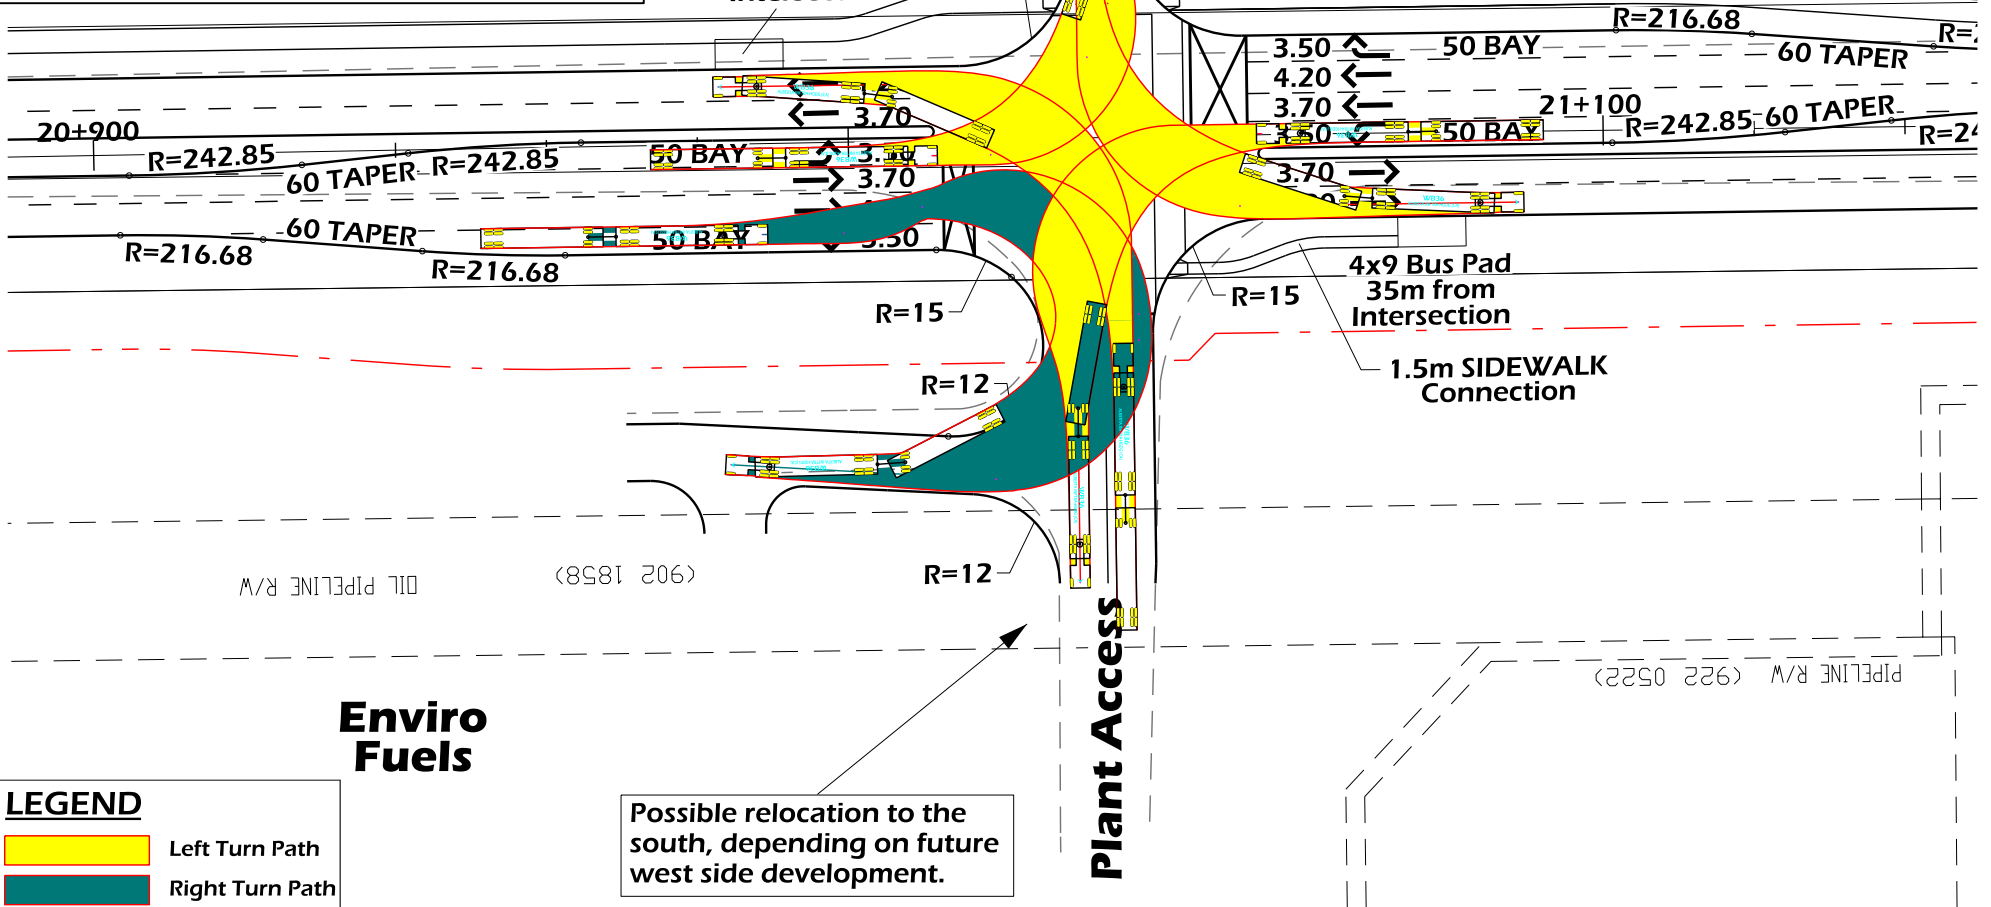 R=216.68
3.50
50 BAY
60 TAPER
4.20
3.70
3.70
21+100
R=242.85
60 TAPER
20+900
R=242.85
R=242.85
60 TAPER
50 BAY
3.70
50 BAY
3.70
60 TAPER
50 BAY
3.50
R=216.68
R=216.68
R=15
R=15
4x9 Bus Pad
35m from
Intersection
1.5m SIDEWALK
Connection
R=12
R=12
OIL PIPELINE R/W
(902 1858)
PIPELINE R/W (922 0522)
Plant Access
Enviro
Fuels
Possible relocation to the
south, depending on future
west side development.
LEGEND
Left Turn Path
Right Turn Path